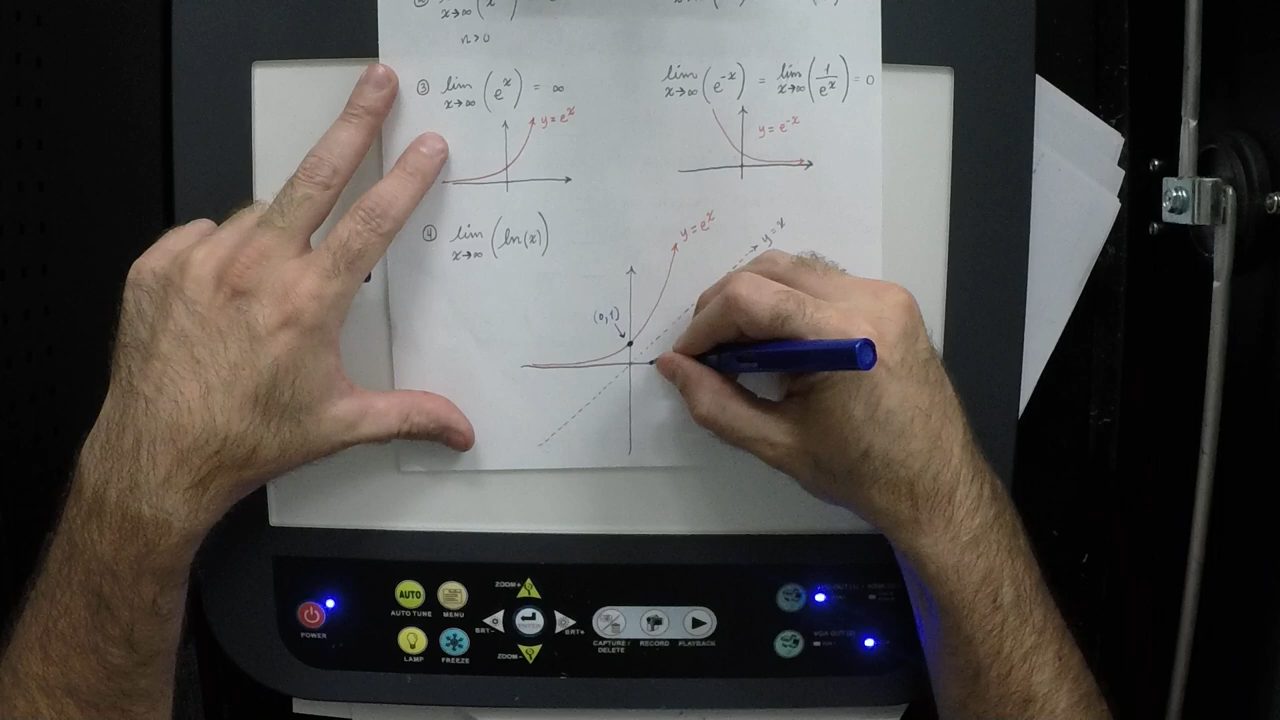 lim x→∞
n>0
③ lim x→∞ (e^x) = ∞
lim x→∞ (e^-x) = lim x→∞ (1/e^x) = 0
y = e^x
y = e^-x
④ lim x→∞ (ln(x))
y = e^x
y = x
(0,1)
ZOOM+
AUTO
AUTO TUNE
MENU
BRT-
BRT+
POWER
CAPTURE / DELETE
RECORD
PLAYBACK
LAMP
FREEZE
ZOOM-